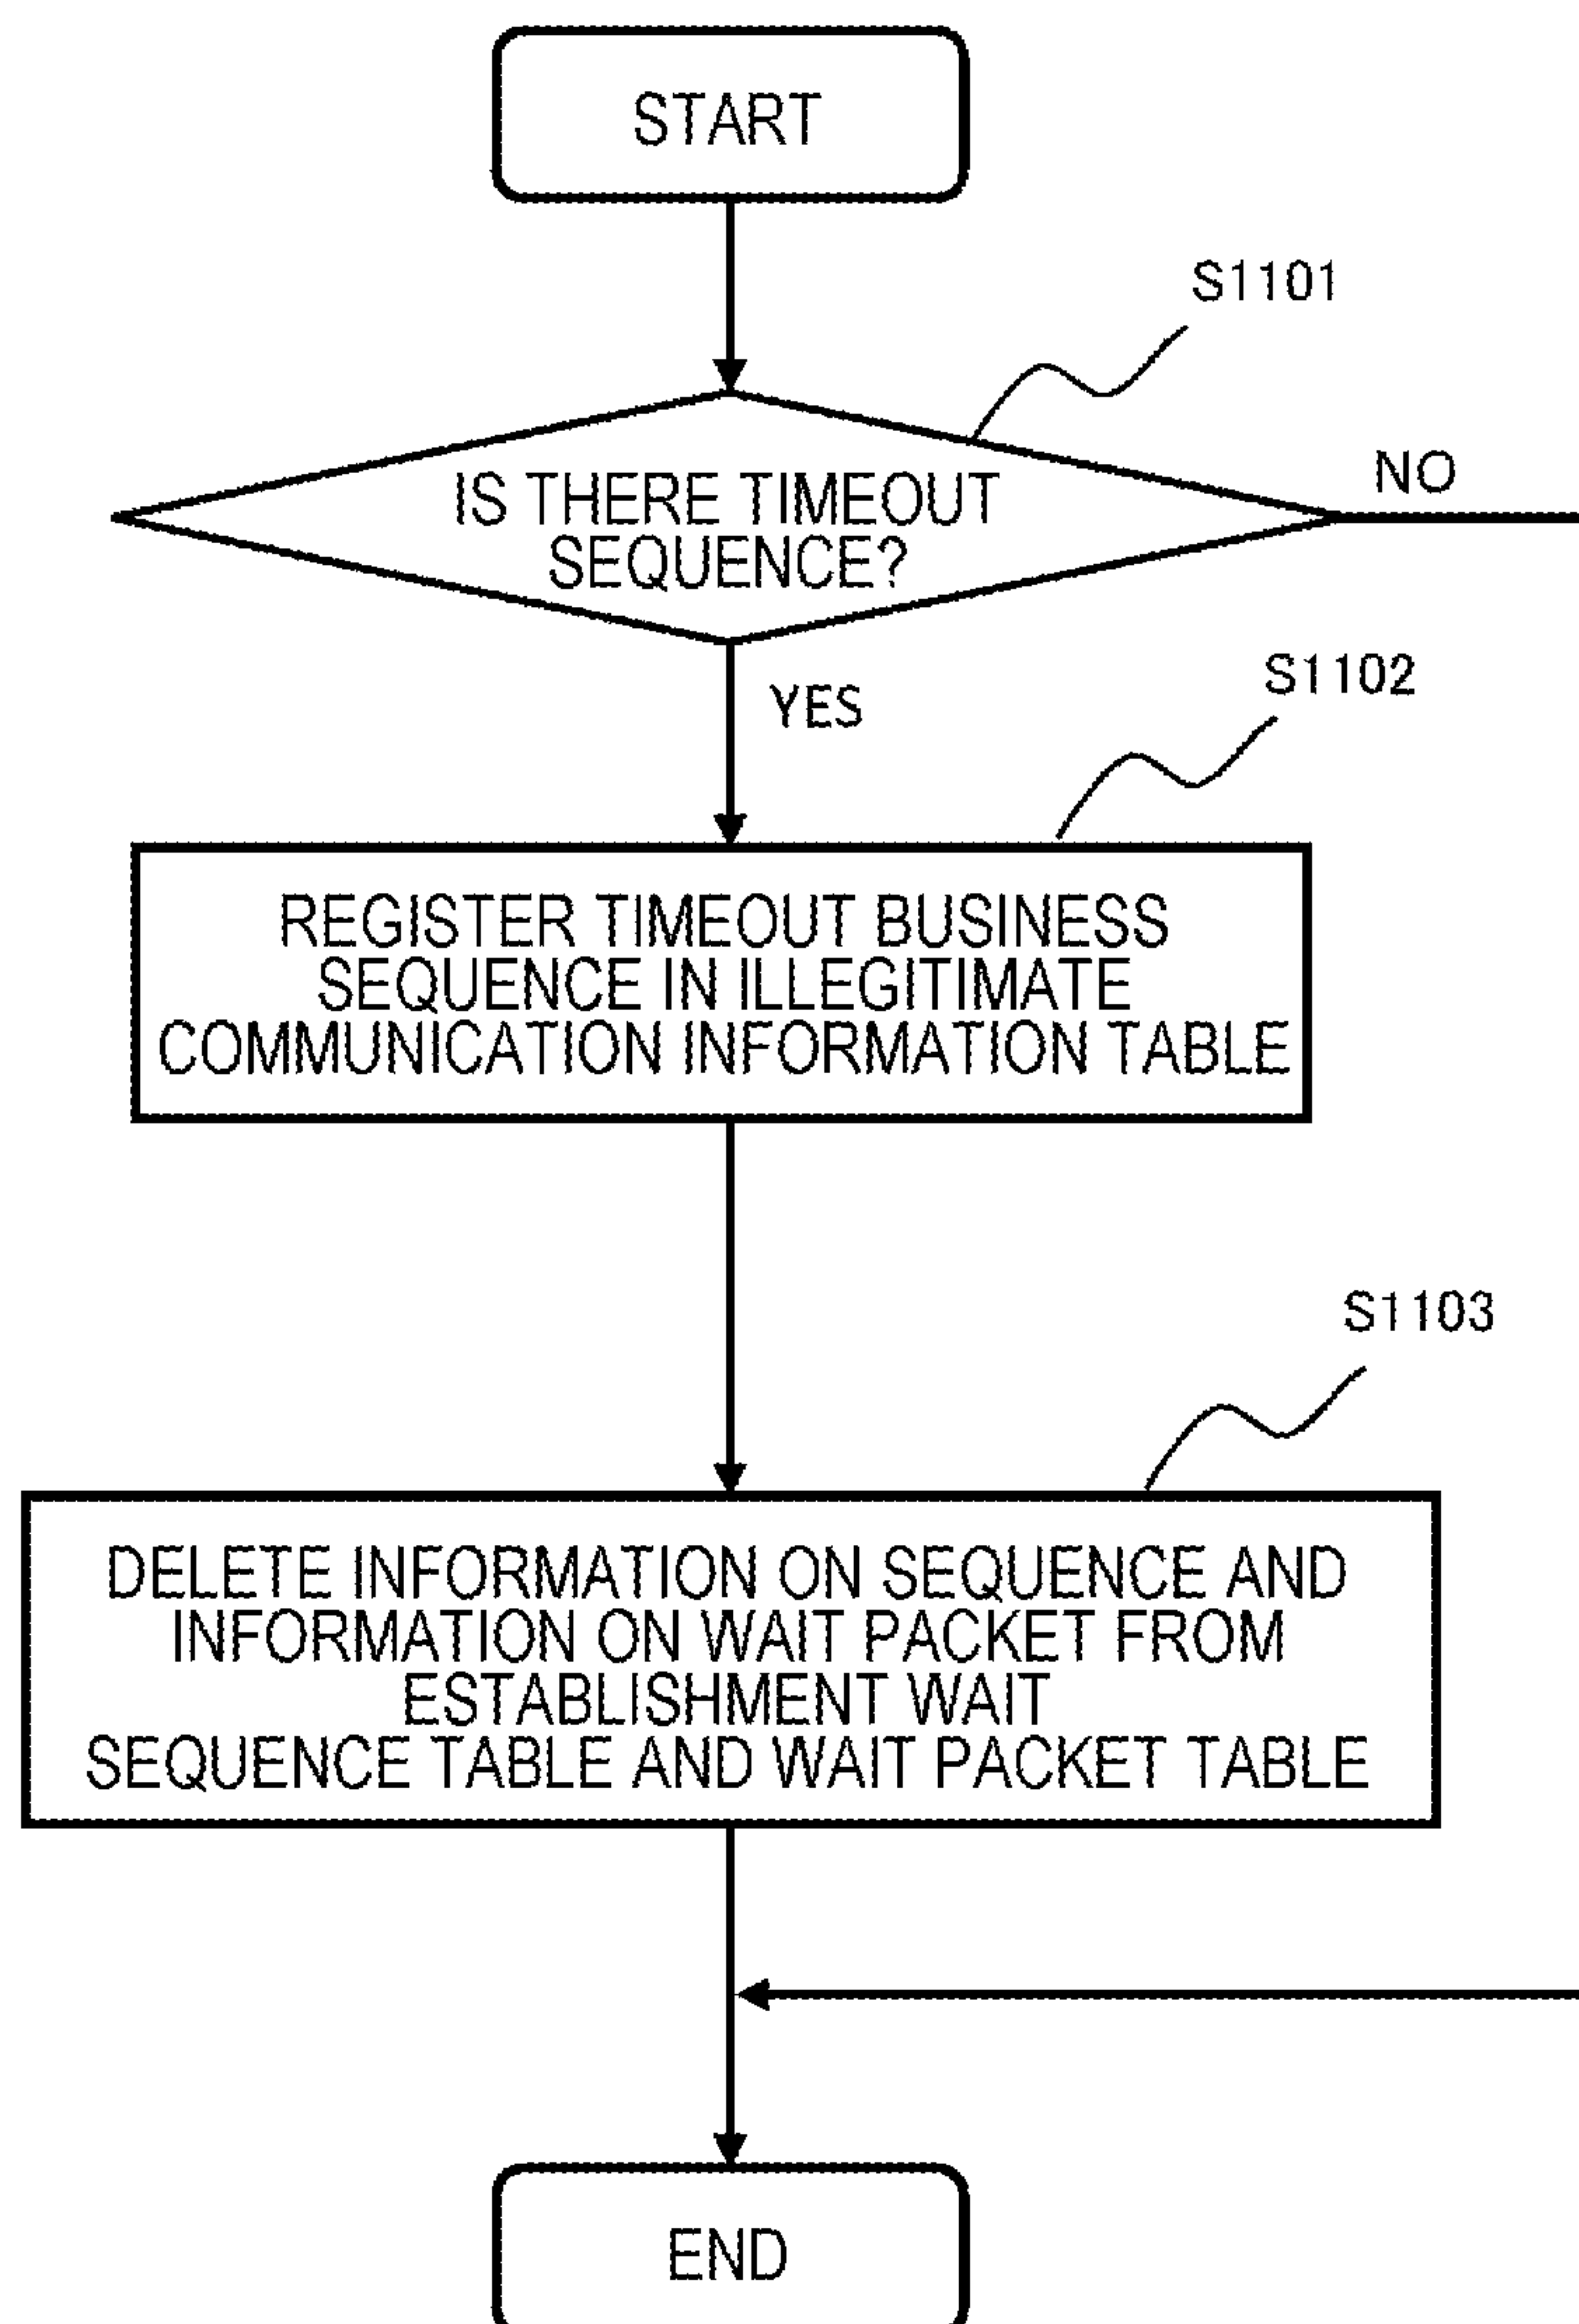 START
S1101
IS THERE TIMEOUT
SEQUENCE?
NO
YES
S1102
REGISTER TIMEOUT BUSINESS
SEQUENCE IN ILLEGITIMATE
COMMUNICATION INFORMATION TABLE
S1103
DELETE INFORMATION ON SEQUENCE AND
INFORMATION ON WAIT PACKET FROM
ESTABLISHMENT WAIT
SEQUENCE TABLE AND WAIT PACKET TABLE
END